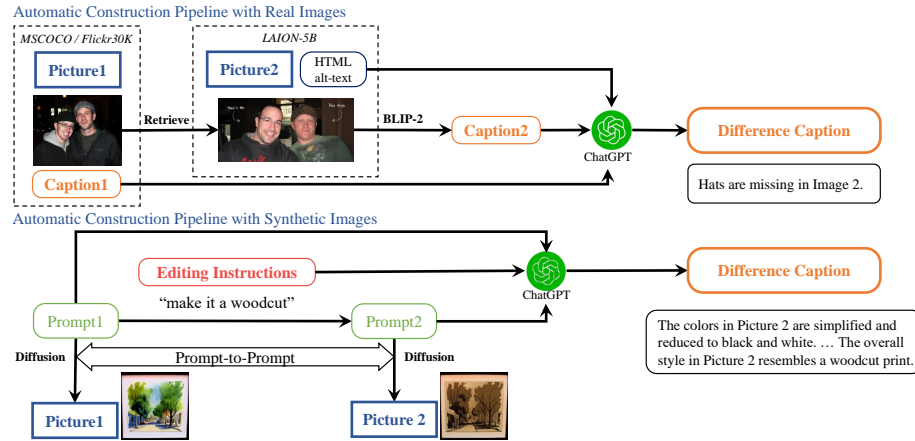 Automatic Construction Pipeline with Real Images
MSCOCO / Flickr30K
LAION-5B
Picture1
Picture2
HTML
alt-text
Retrieve
BLIP-2
Caption2
ChatGPT
Difference Caption
Caption1
Hats are missing in Image 2.
Automatic Construction Pipeline with Synthetic Images
Editing Instructions
ChatGPT
Difference Caption
“make it a woodcut”
Prompt1
Prompt2
Diffusion
Prompt-to-Prompt
Diffusion
The colors in Picture 2 are simplified and
reduced to black and white. … The overall
style in Picture 2 resembles a woodcut print.
Picture1
Picture 2